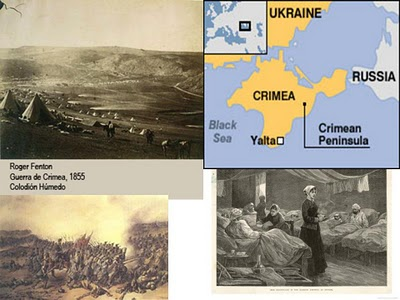 Roger Fenton
Guerra de Crimea, 1855
Colodión Húmedo
UKRAINE
RUSSIA
CRIMEA
Black
Sea
Yalta
Crimean
Peninsula